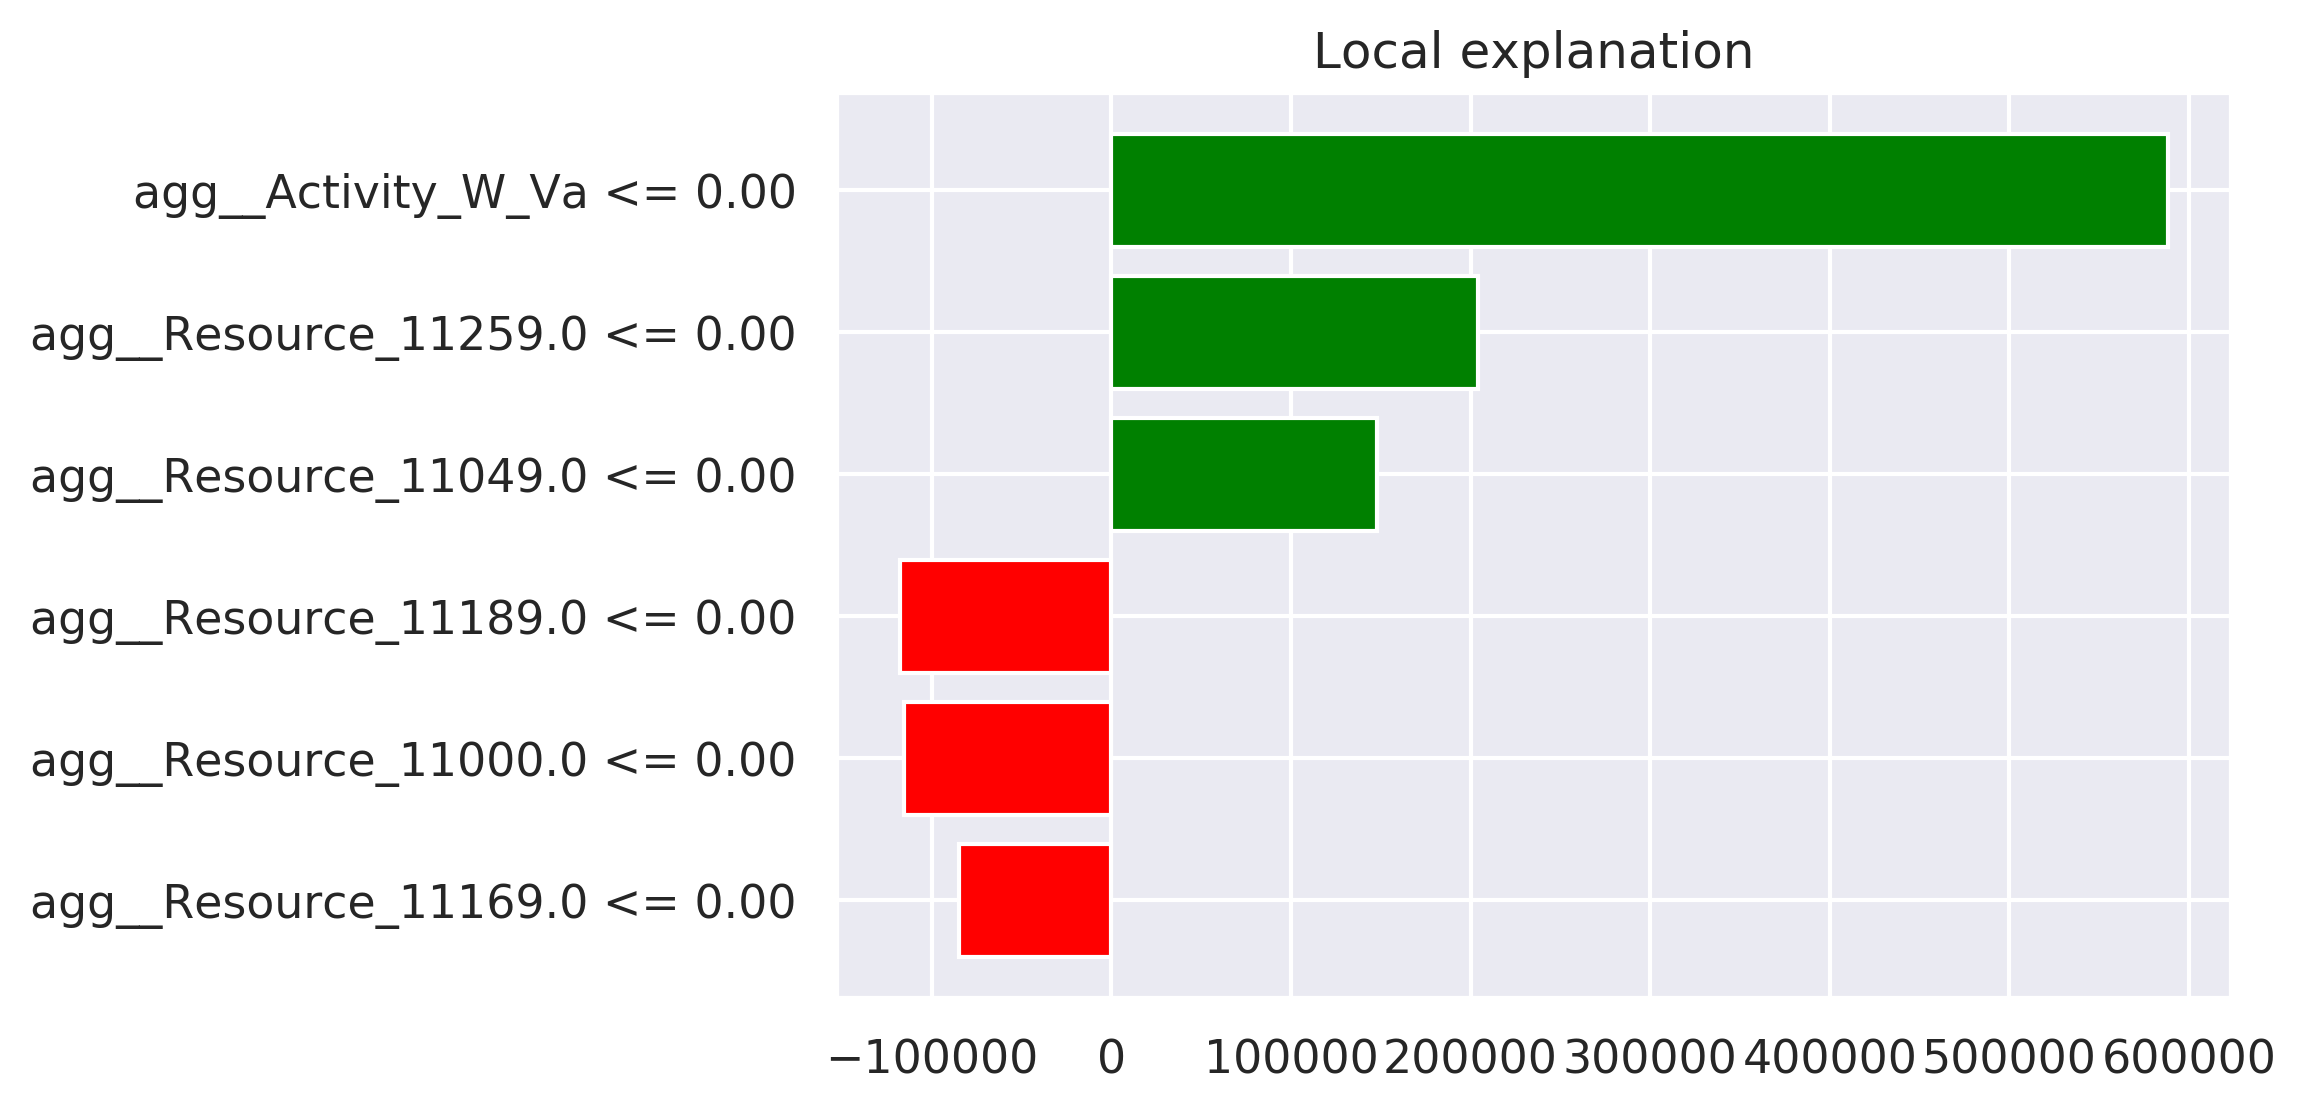 Local explanation
agg__Activity_W_Va <= 0.00
agg__Resource_11259.0 <= 0.00
agg__Resource_11049.0 <= 0.00
agg__Resource_11189.0 <= 0.00
agg__Resource_11000.0 <= 0.00
agg__Resource_11169.0 <= 0.00
−100000 0 100000 200000 300000 400000 500000 600000